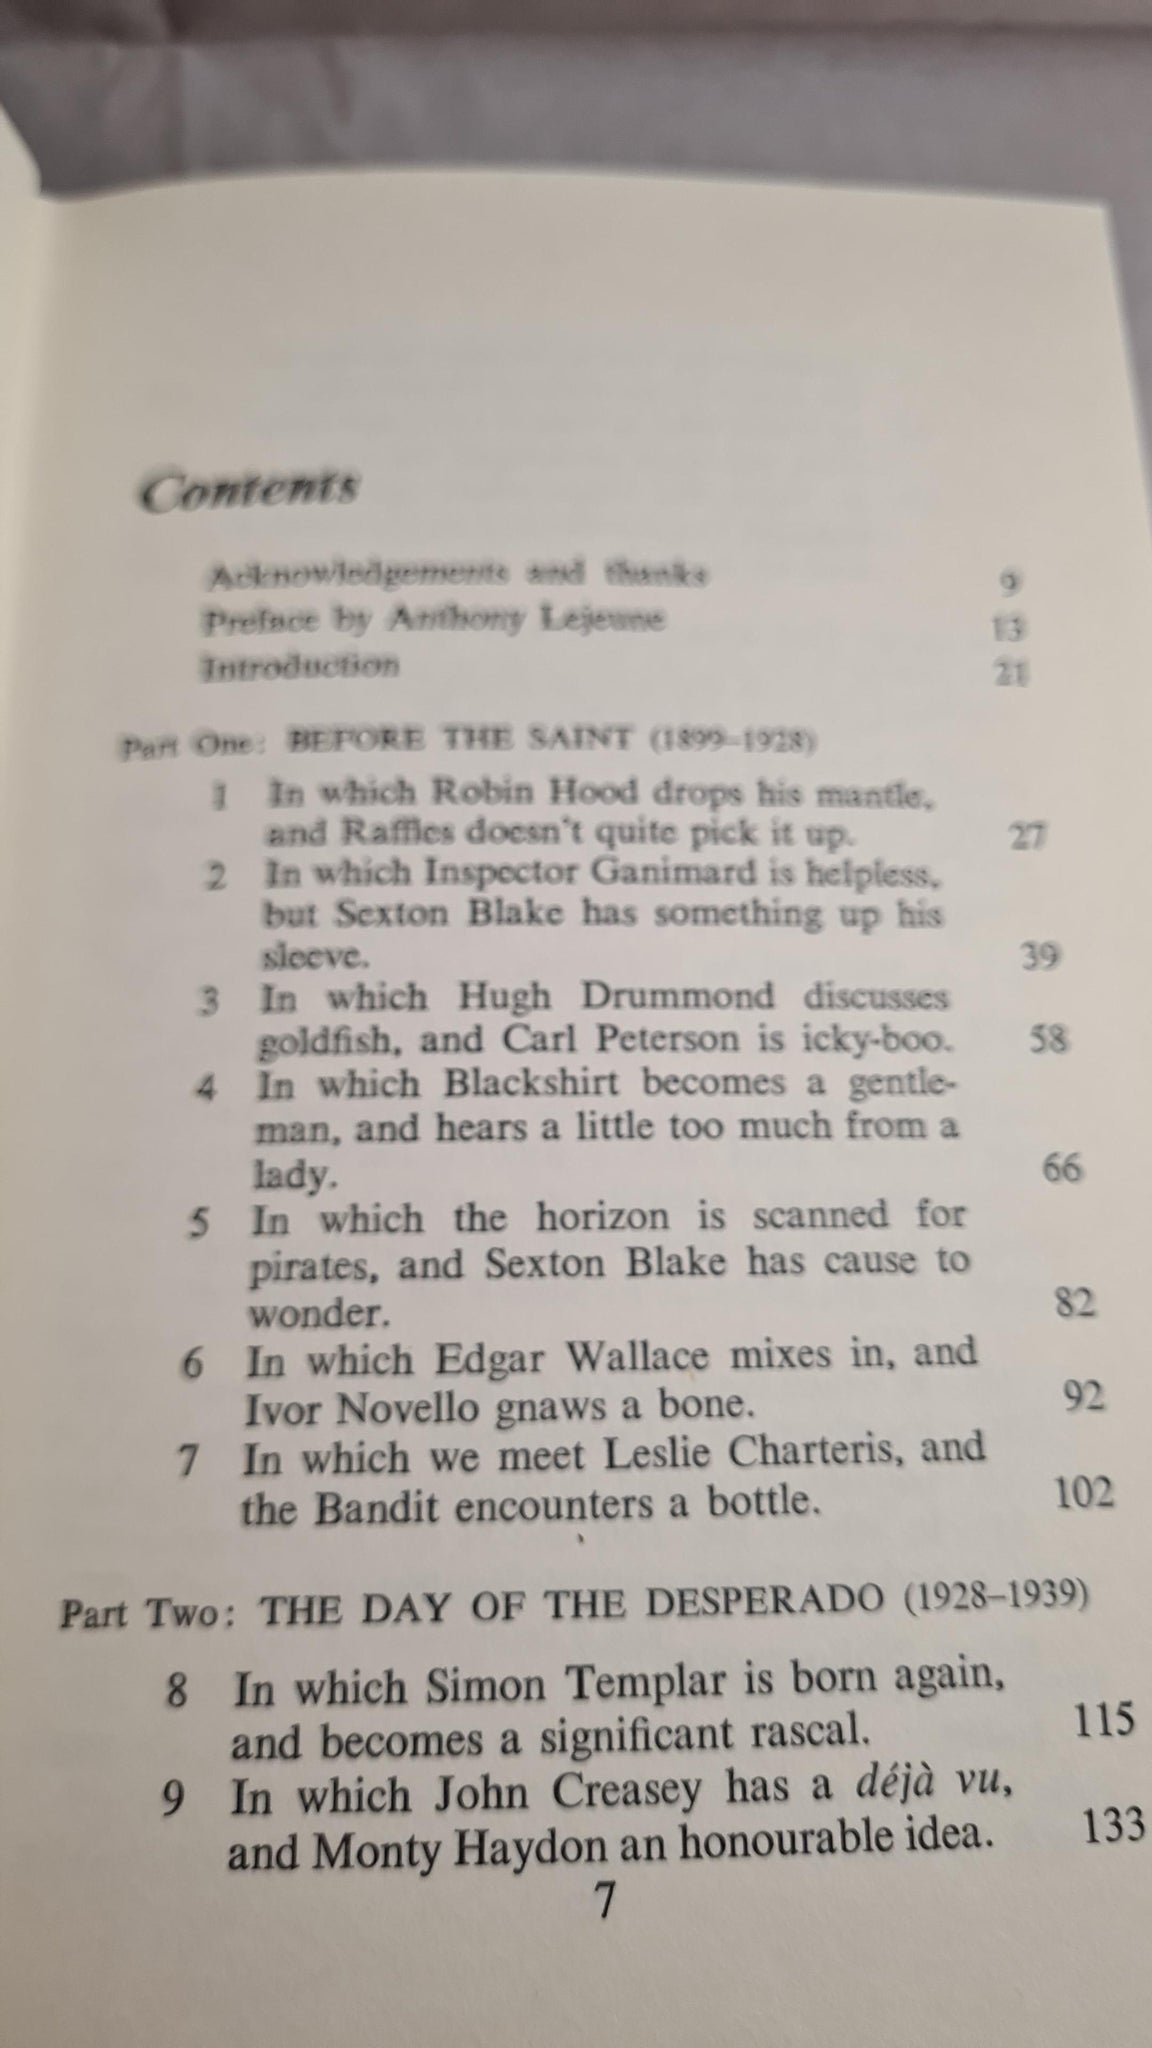 Contents
Acknowledgements and thanks 9
Preface by Anthony Lejeune 13
Introduction 21
Part One: BEFORE THE SAINT (1899–1928)
1 In which Robin Hood drops his mantle,
and Raffles doesn't quite pick it up. 27
2 In which Inspector Ganimard is helpless,
but Sexton Blake has something up his
sleeve. 39
3 In which Hugh Drummond discusses
goldfish, and Carl Peterson is icky-boo. 58
4 In which Blackshirt becomes a gentle-
man, and hears a little too much from a
lady. 66
5 In which the horizon is scanned for
pirates, and Sexton Blake has cause to
wonder. 82
6 In which Edgar Wallace mixes in, and
Ivor Novello gnaws a bone. 92
7 In which we meet Leslie Charteris, and
the Bandit encounters a bottle. 102
Part Two: THE DAY OF THE DESPERADO (1928–1939)
8 In which Simon Templar is born again,
and becomes a significant rascal. 115
9 In which John Creasey has a déjà vu,
and Monty Haydon an honourable idea. 133
7